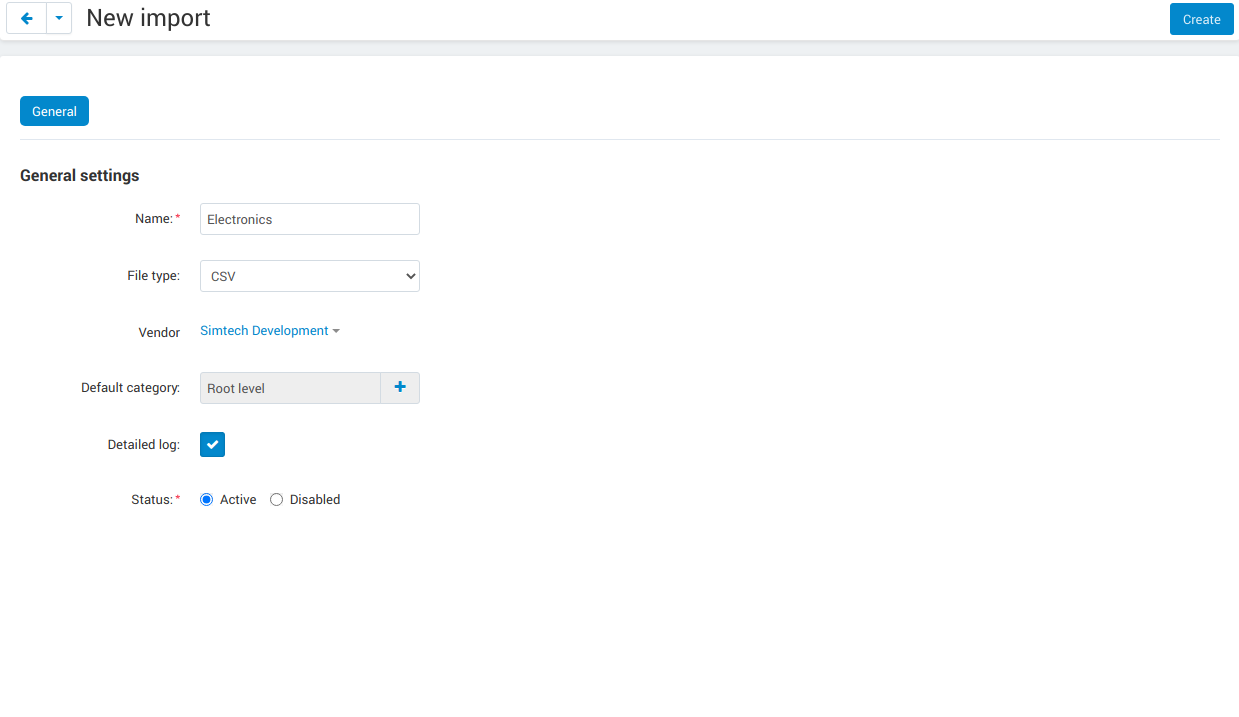 New import
Create
General
General settings
Name:*
Electronics
File type:
CSV
Vendor
Simtech Development
Default category:
Root level
Detailed log:
Status:*
Active
Disabled